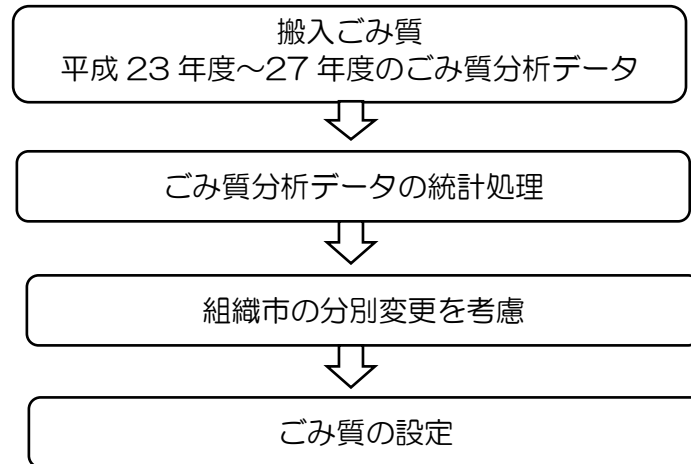 搬入ごみ質
平成 23 年度～27 年度のごみ質分析データ
ごみ質分析データの統計処理
組織市の分別変更を考慮
ごみ質の設定